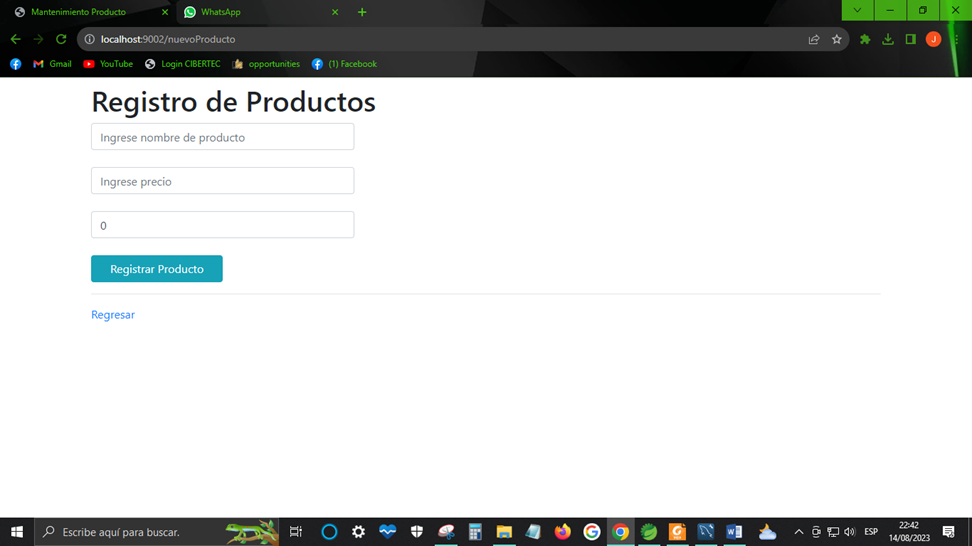 Mantenimiento Producto
WhatsApp
localhost:9002/nuevoProducto
J
Gmail
YouTube
Login CIBERTEC
opportunities
(1) Facebook
Registro de Productos
Ingrese nombre de producto
Ingrese precio
0
Registrar Producto
Regresar
Escribe aquí para buscar.
ESP
22:42
14/08/2023